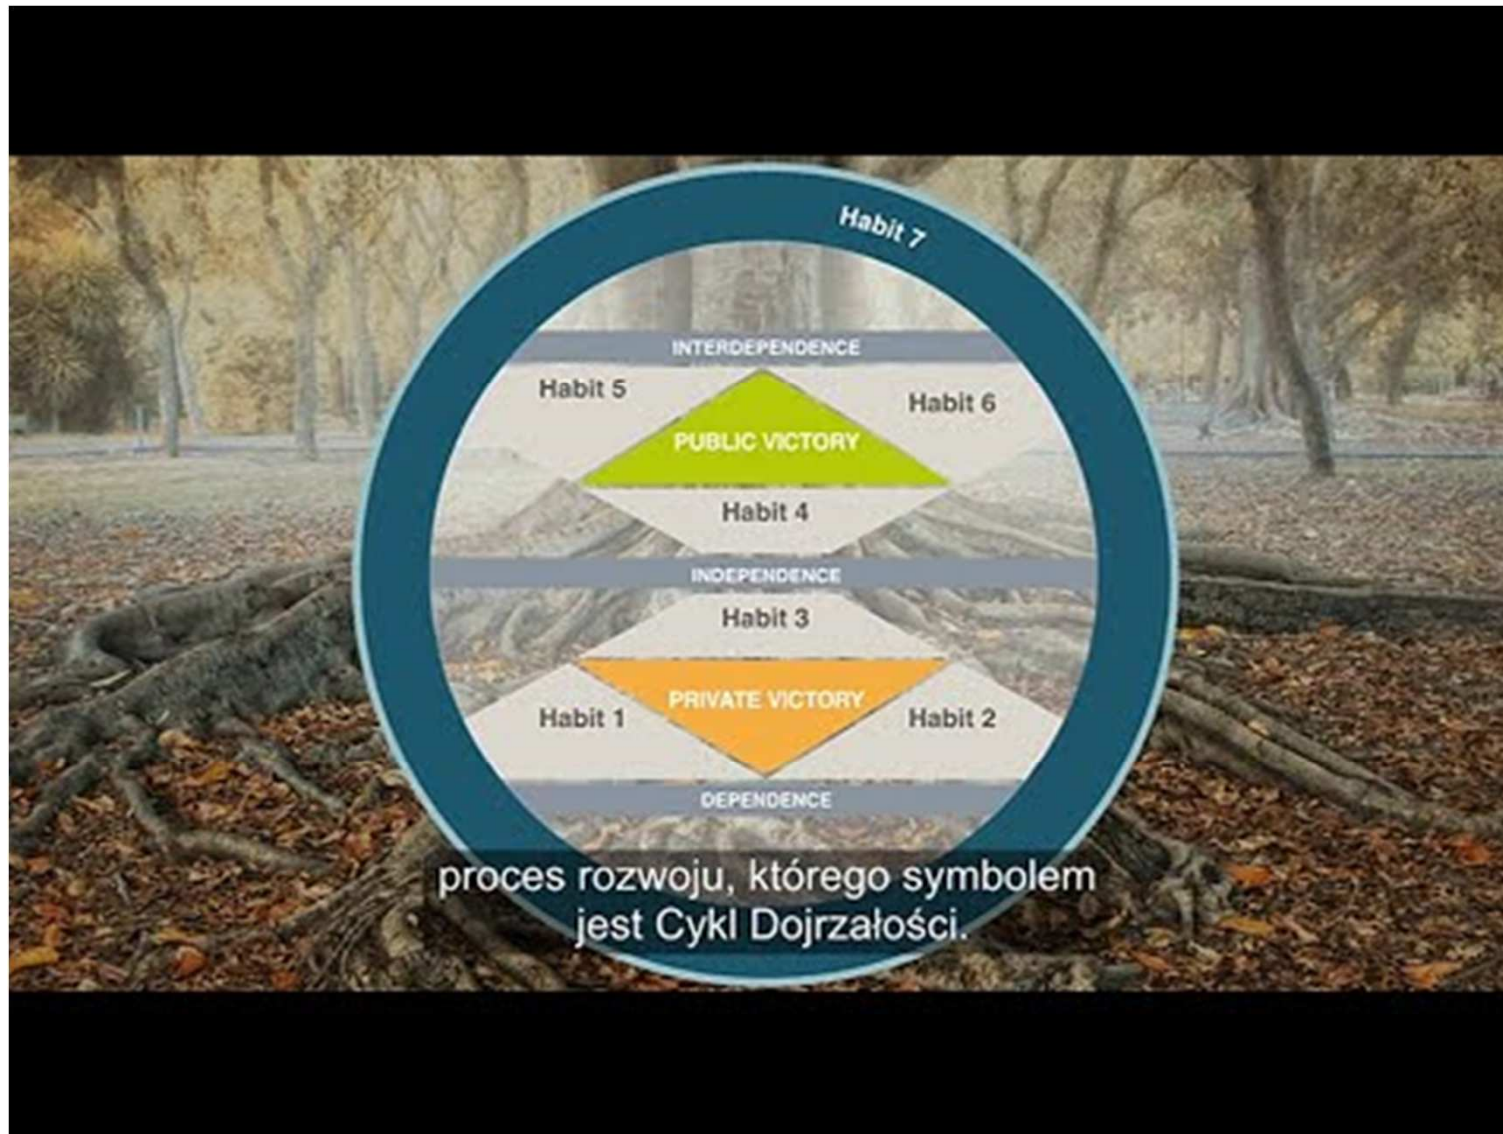 Habit 7
INTERDEPENDENCE
Habit 5
Habit 6
PUBLIC VICTORY
Habit 4
INDEPENDENCE
Habit 3
PRIVATE VICTORY
Habit 1
Habit 2
DEPENDENCE
proces rozwoju, którego symbolem
jest Cykl Dojrzałości.